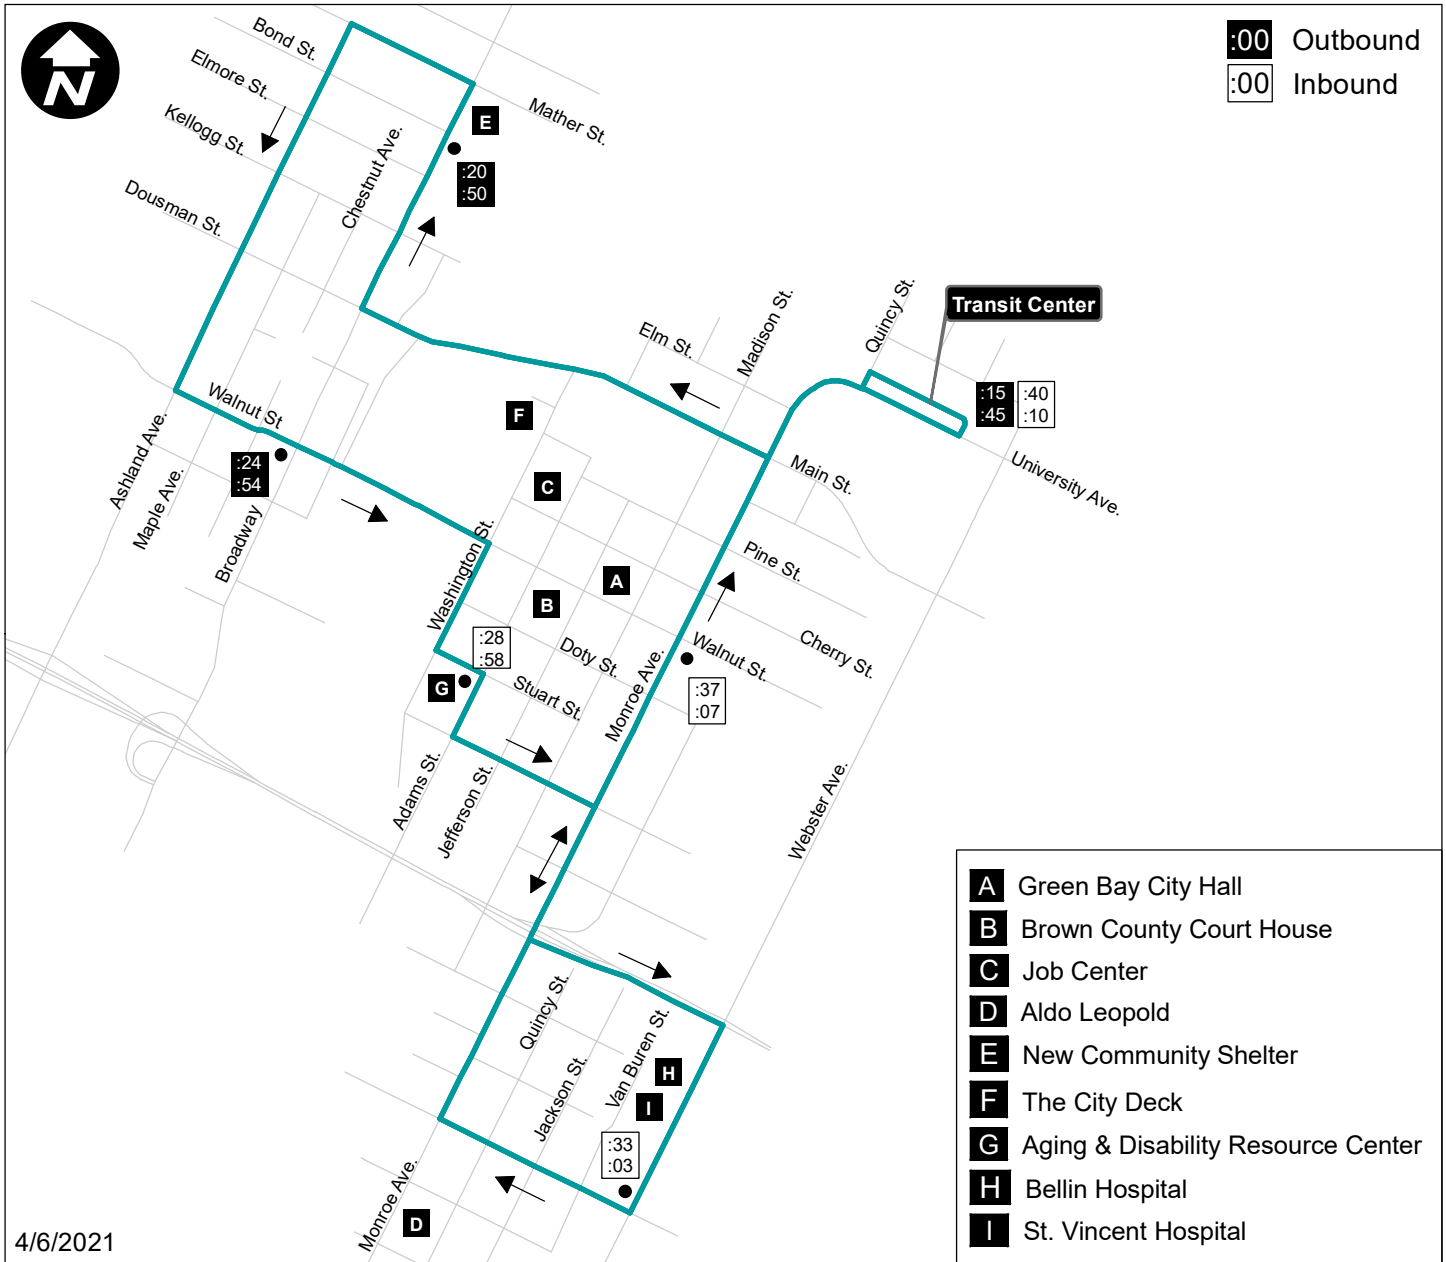 N
:00 Outbound
:00 Inbound
Bond St.
Elmore St.
Kellogg St.
Dousman St.
Chestnut Ave.
Mather St.
E
:20
:50
Elm St.
Madison St.
Quincy St.
Transit Center
:15
:45
:40
:10
University Ave.
Main St.
F
C
Walnut St
Ashland Ave.
Maple Ave.
Broadway
:24
:54
Washington St.
A
B
Pine St.
Cherry St.
Walnut St.
Doty St.
Stuart St.
Monroe Ave.
:28
:58
G
:37
:07
Adams St.
Jefferson St.
Webster Ave.
Quincy St.
Jackson St.
Van Buren St.
H
I
:33
:03
Monroe Ave.
D
4/6/2021
A Green Bay City Hall
B Brown County Court House
C Job Center
D Aldo Leopold
E New Community Shelter
F The City Deck
G Aging & Disability Resource Center
H Bellin Hospital
I St. Vincent Hospital